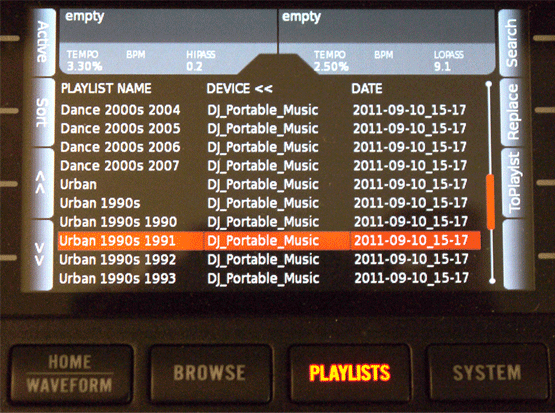 empty empty
TEMPO BPM HIPASS TEMPO BPM LOPASS
3.30% 0.2 2.50% 9.1
Active
Sort
<<
>>
PLAYLIST NAME DEVICE << DATE
Dance 2000s 2004 DJ_Portable_Music 2011-09-10_15-17
Dance 2000s 2005 DJ_Portable_Music 2011-09-10_15-17
Dance 2000s 2006 DJ_Portable_Music 2011-09-10_15-17
Dance 2000s 2007 DJ_Portable_Music 2011-09-10_15-17
Urban DJ_Portable_Music 2011-09-10_15-17
Urban 1990s DJ_Portable_Music 2011-09-10_15-17
Urban 1990s 1990 DJ_Portable_Music 2011-09-10_15-17
Urban 1990s 1991 DJ_Portable_Music 2011-09-10_15-17
Urban 1990s 1992 DJ_Portable_Music 2011-09-10_15-17
Urban 1990s 1993 DJ_Portable_Music 2011-09-10_15-17
Search
Replace
ToPlaylst
HOME
WAVEFORM
BROWSE
PLAYLISTS
SYSTEM